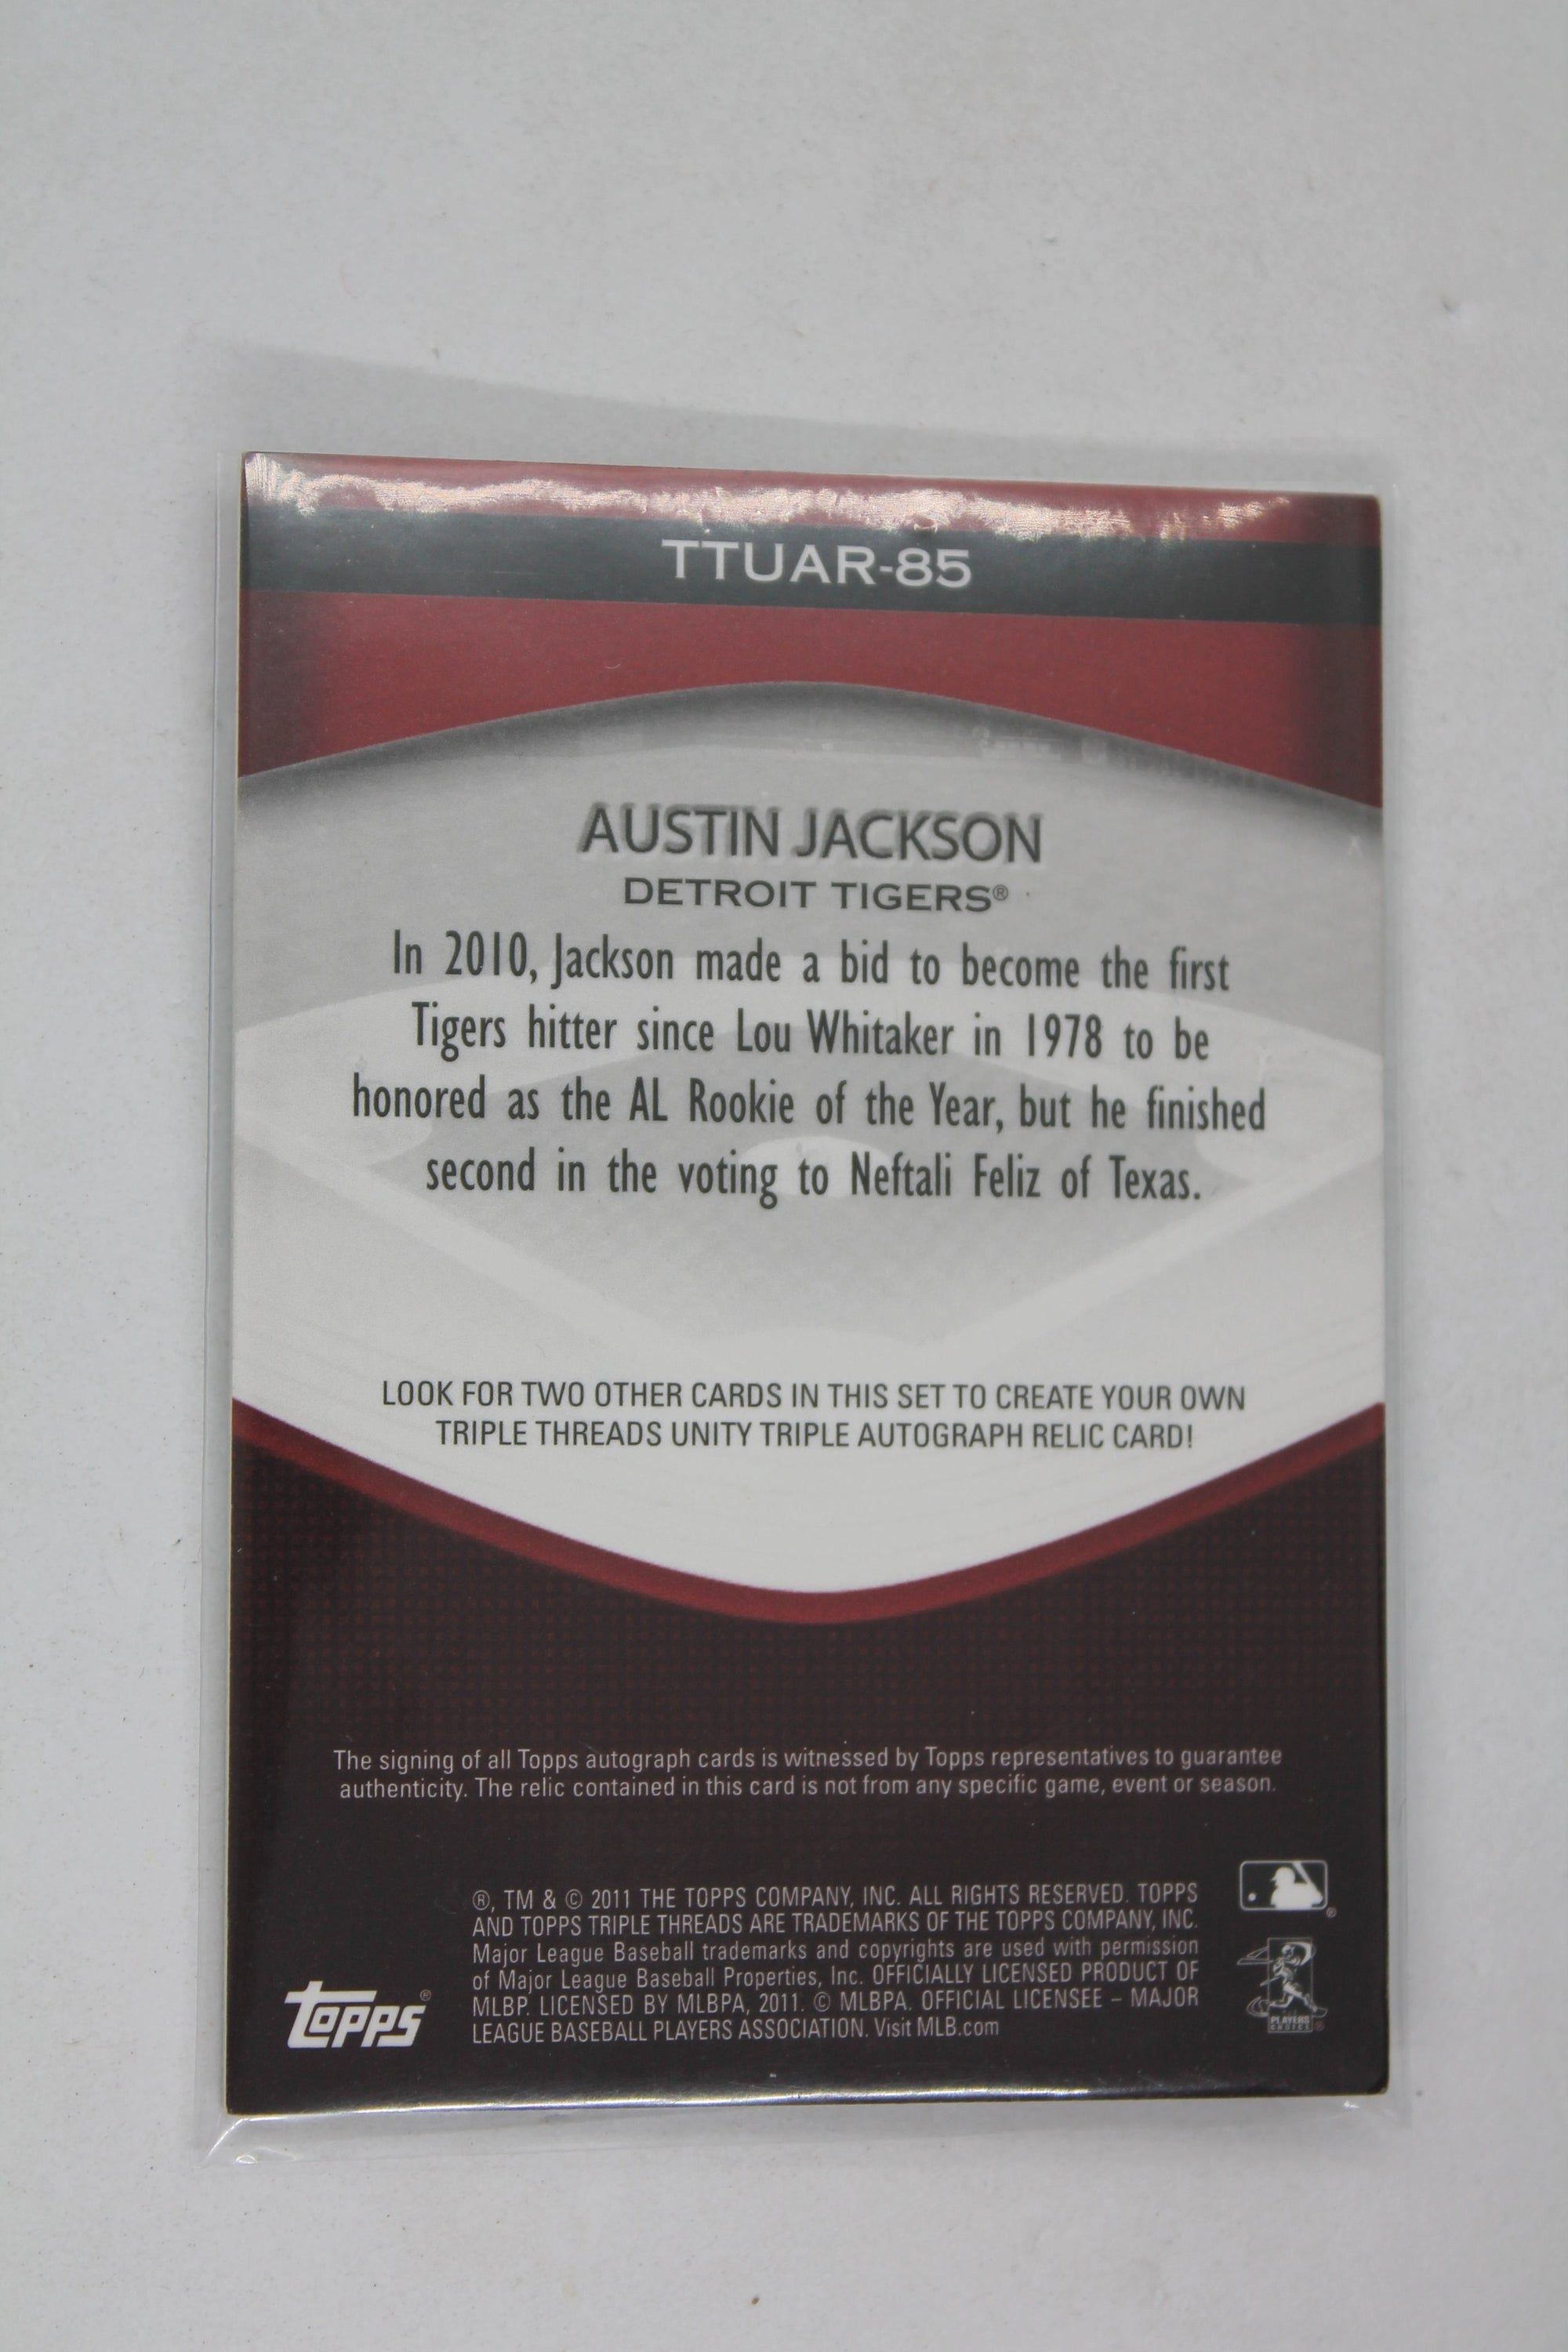 TTUAR-85
AUSTIN JACKSON
DETROIT TIGERS®
In 2010, Jackson made a bid to become the first
Tigers hitter since Lou Whitaker in 1978 to be
honored as the AL Rookie of the Year, but he finished
second in the voting to Neftali Feliz of Texas.
LOOK FOR TWO OTHER CARDS IN THIS SET TO CREATE YOUR OWN
TRIPLE THREADS UNITY TRIPLE AUTOGRAPH RELIC CARD!
The signing of all Topps autograph cards is witnessed by Topps representatives to guarantee
authenticity. The relic contained in this card is not from any specific game, event or season.
®, TM & © 2011 THE TOPPS COMPANY, INC. ALL RIGHTS RESERVED. TOPPS
AND TOPPS TRIPLE THREADS ARE TRADEMARKS OF THE TOPPS COMPANY, INC.
Major League Baseball trademarks and copyrights are used with permission
of Major League Baseball Properties, Inc. OFFICIALLY LICENSED PRODUCT OF
MLBP. LICENSED BY MLBPA, 2011. © MLBPA. OFFICIAL LICENSEE – MAJOR
LEAGUE BASEBALL PLAYERS ASSOCIATION. Visit MLB.com
topps®
®
PLAYERS
CHOICE®